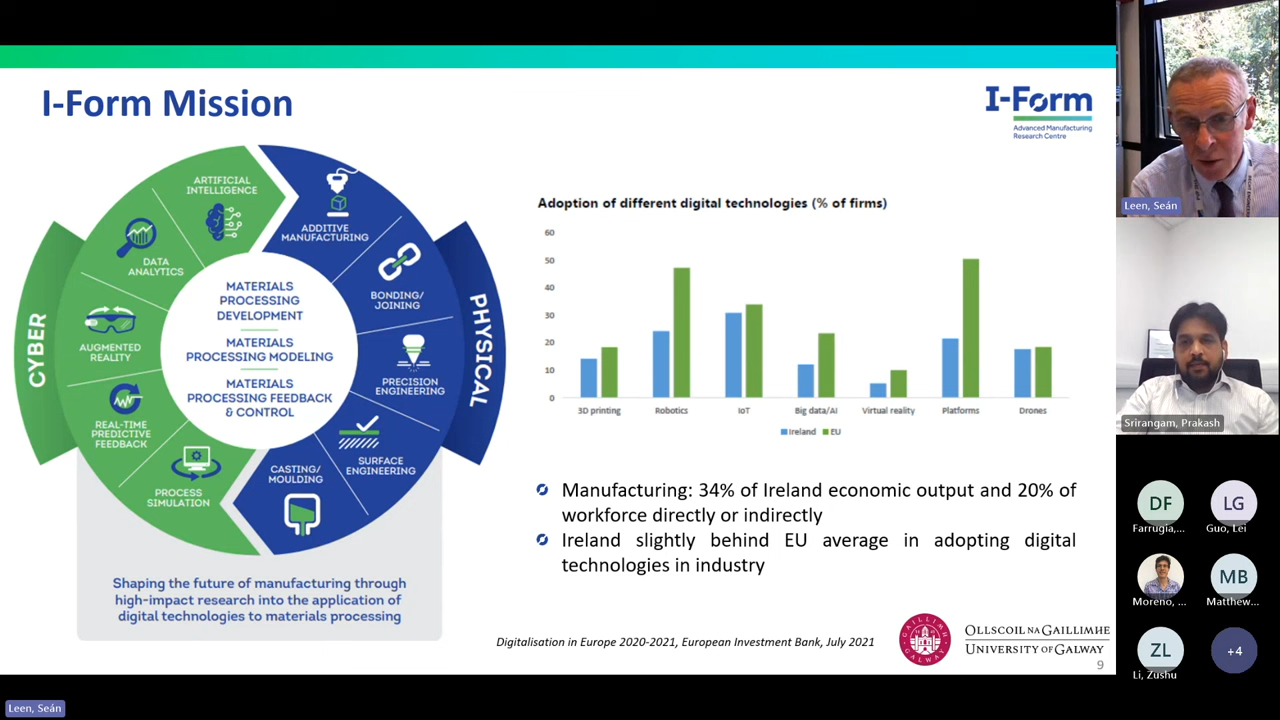 I-Form Mission
I-Form
Advanced Manufacturing
Research Centre
CYBER
PHYSICAL
ARTIFICIAL
INTELLIGENCE
DATA
ANALYTICS
AUGMENTED
REALITY
REAL-TIME
PREDICTIVE
FEEDBACK
PROCESS
SIMULATION
ADDITIVE
MANUFACTURING
BONDING/
JOINING
PRECISION
ENGINEERING
SURFACE
ENGINEERING
CASTING/
MOULDING
MATERIALS
PROCESSING
DEVELOPMENT
MATERIALS
PROCESSING MODELING
MATERIALS
PROCESSING FEEDBACK
& CONTROL
Shaping the future of manufacturing through
high-impact research into the application of
digital technologies to materials processing
Adoption of different digital technologies (% of firms)
60
50
40
30
20
10
0
3D printing Robotics IoT Big data/AI Virtual reality Platforms Drones
Ireland EU
Manufacturing: 34% of Ireland economic output and 20% of
workforce directly or indirectly
Ireland slightly behind EU average in adopting digital
technologies in industry
Digitalisation in Europe 2020-2021, European Investment Bank, July 2021
OLLSCOIL NA GAILLIMHE
UNIVERSITY OF GALWAY
9
Leen, Seán
Srirangam, Prakash
DF LG
Farrugia,... Guo, Lei
MB
Moreno, ... Matthew...
ZL +4
Li, Zushu
Leen, Seán